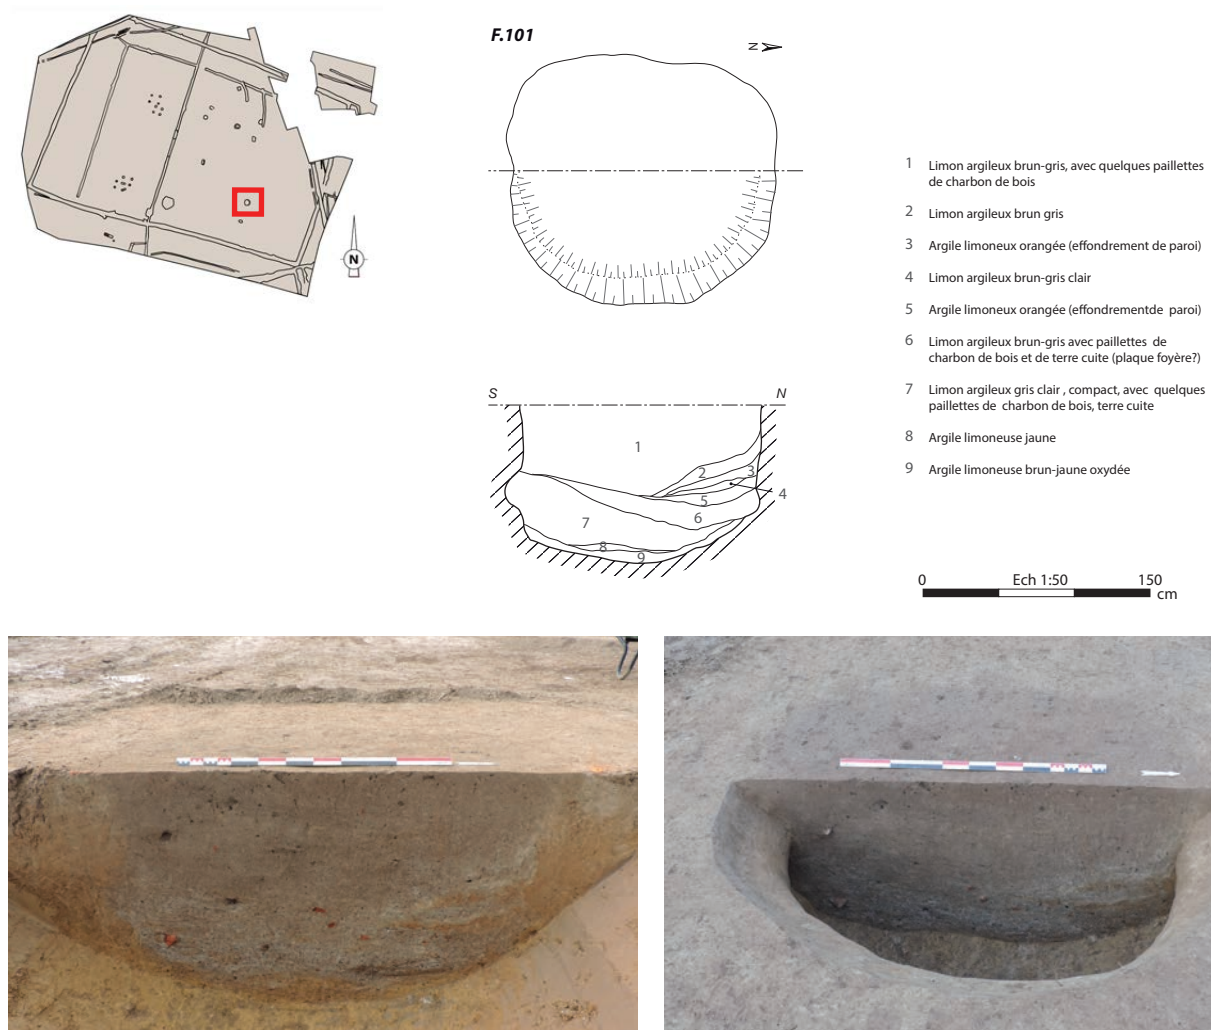 F.101
N
N
1 Limon argileux brun-gris, avec quelques paillettes
de charbon de bois
2 Limon argileux brun gris
3 Argile limoneux orangée (effondrement de paroi)
4 Limon argileux brun-gris clair
5 Argile limoneux orangée (effondrementde paroi)
6 Limon argileux brun-gris avec paillettes de
charbon de bois et de terre cuite (plaque foyère?)
7 Limon argileux gris clair , compact, avec quelques
paillettes de charbon de bois, terre cuite
8 Argile limoneuse jaune
9 Argile limoneuse brun-jaune oxydée
S N
1
2
3
4
5
6
7
8
9
0 Ech 1:50 150
cm